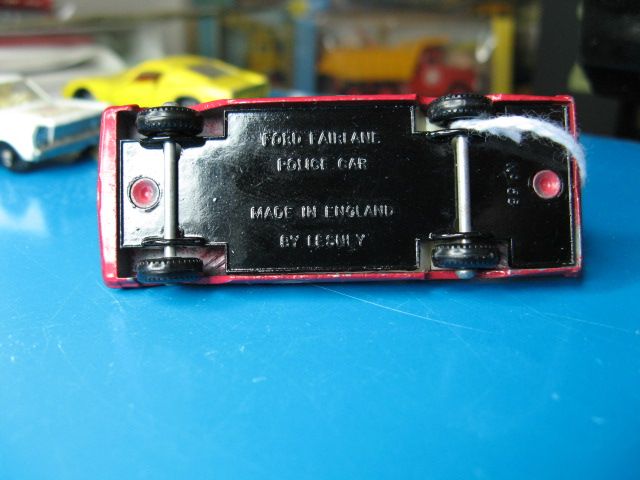 FORD FAIRLANE
POLICE CAR
MADE IN ENGLAND
BY LESNEY